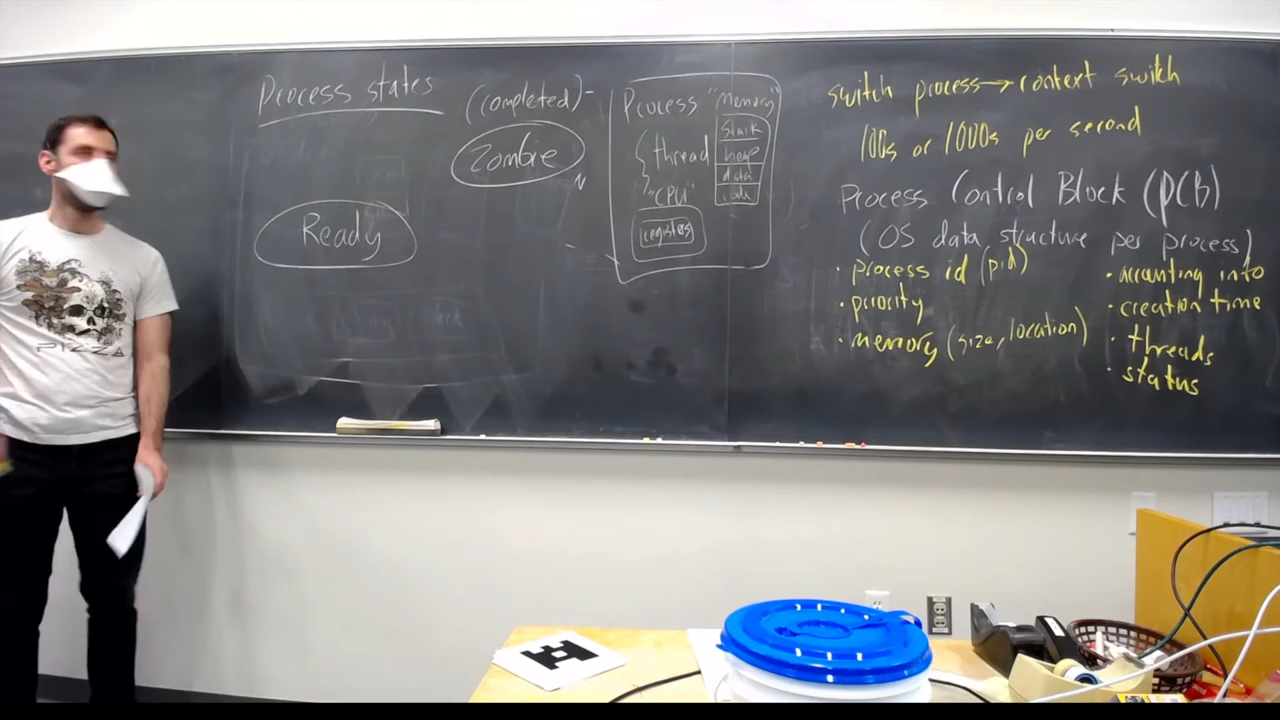 Process states
(completed)
Zombie
Ready
Process "Memory"
stack
thread
heap
data
code
"CPU"
registers
switch process → context switch
100s or 1000s per second
Process Control Block (PCB)
(OS data structure per process)
• process id (pid)
• priority
• memory (size, location)
• accounting info
• creation time
• threads
• status
PIZZA